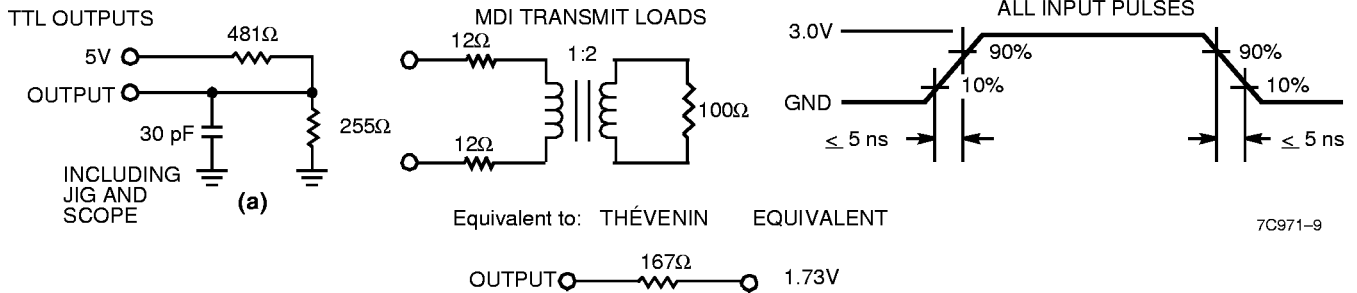 TTL OUTPUTS
5V
481Ω
OUTPUT
30 pF
255Ω
INCLUDING
JIG AND
SCOPE
(a)
MDI TRANSMIT LOADS
12Ω
1:2
100Ω
12Ω
ALL INPUT PULSES
3.0V
90%
10%
GND
≤ 5 ns
90%
10%
≤ 5 ns
Equivalent to: THÉVENIN EQUIVALENT
7C971–9
OUTPUT
167Ω
1.73V